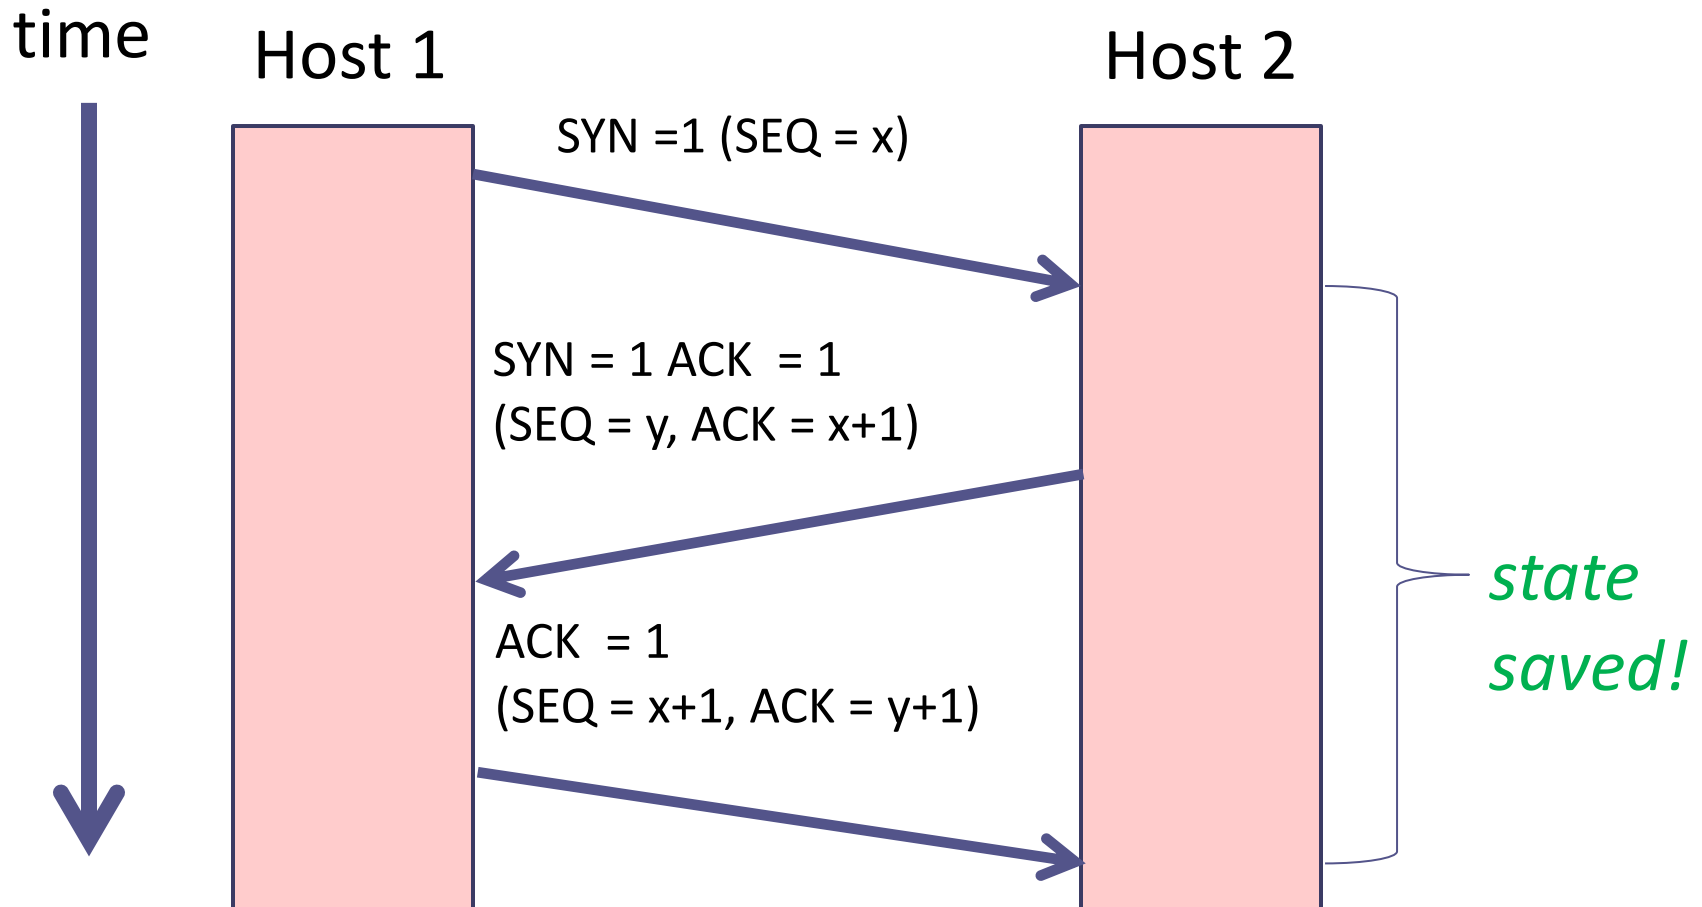 time
Host 1
Host 2
SYN =1 (SEQ = x)
SYN = 1 ACK  = 1
(SEQ = y, ACK = x+1)
ACK  = 1
(SEQ = x+1, ACK = y+1)
state
saved!